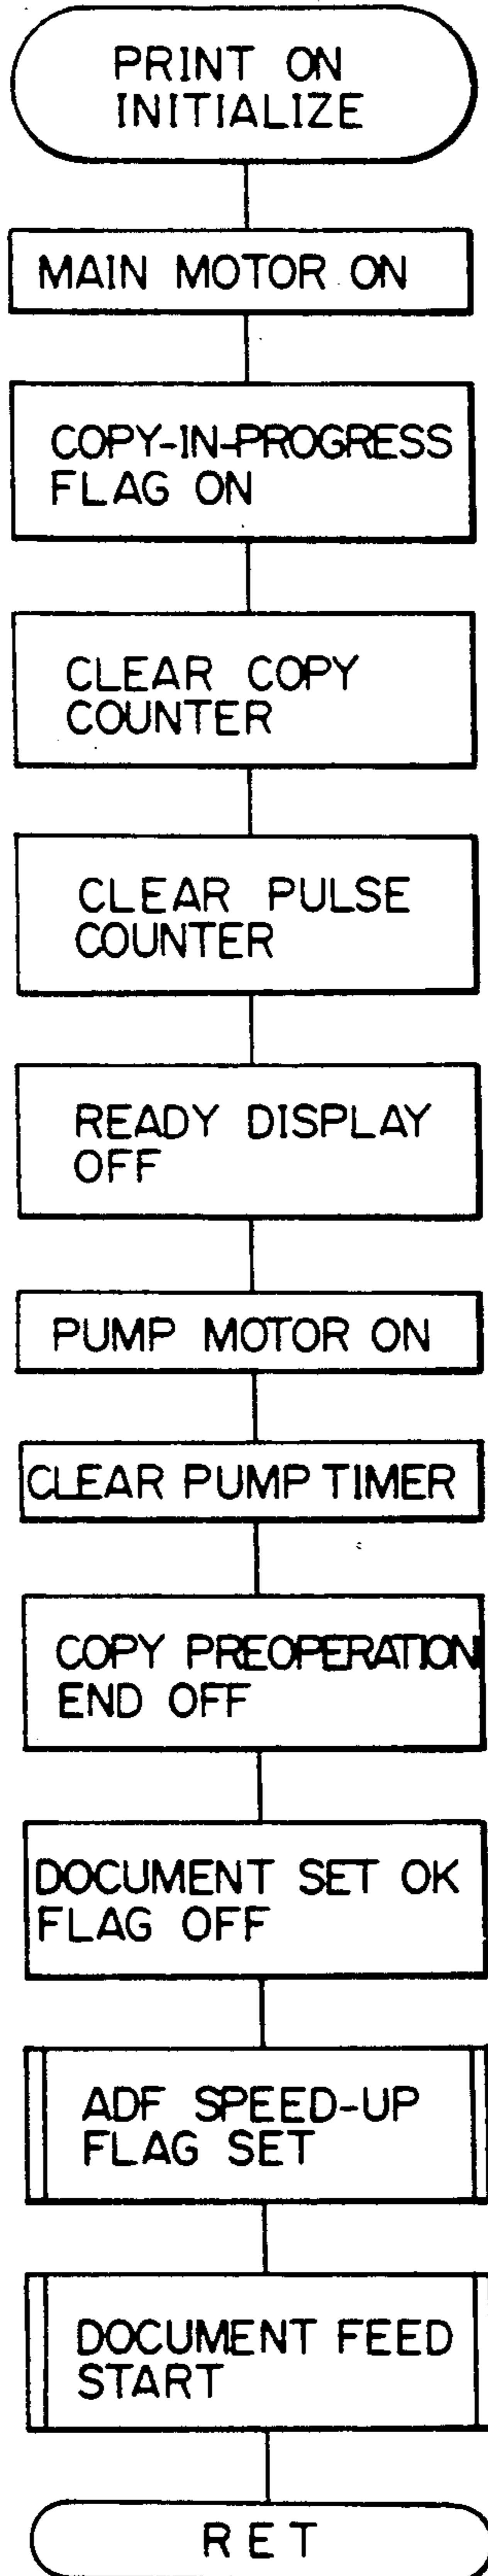 PRINT ON
INITIALIZE
MAIN MOTOR ON
COPY-IN-PROGRESS
FLAG ON
CLEAR COPY
COUNTER
CLEAR PULSE
COUNTER
READY DISPLAY
OFF
PUMP MOTOR ON
CLEAR PUMP TIMER
COPY PREOPERATION
END OFF
DOCUMENT SET OK
FLAG OFF
ADF SPEED-UP
FLAG SET
DOCUMENT FEED
START
RET